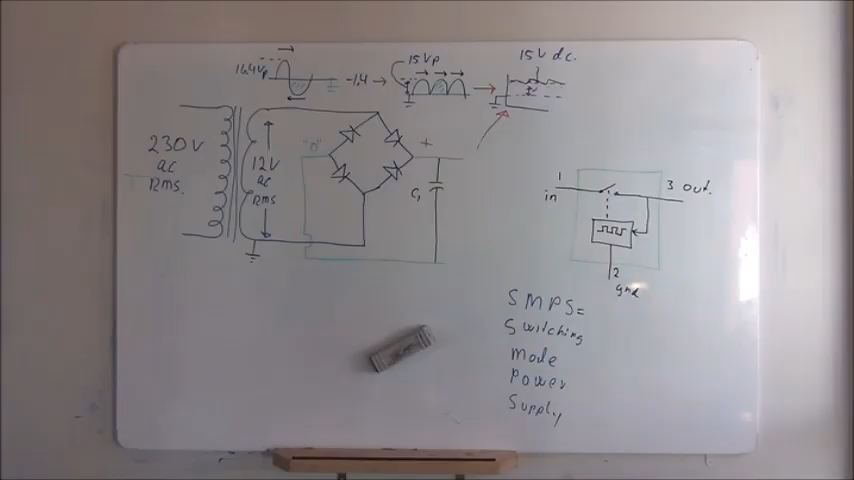 15V d.c.
15Vp
16.4Vp
-1.4
230V
ac
Rms.
12V
ac
Rms
"0"
+
C1
1
in
3 out.
2
gnd
SMPS=
Switching
mode
Power
Supply